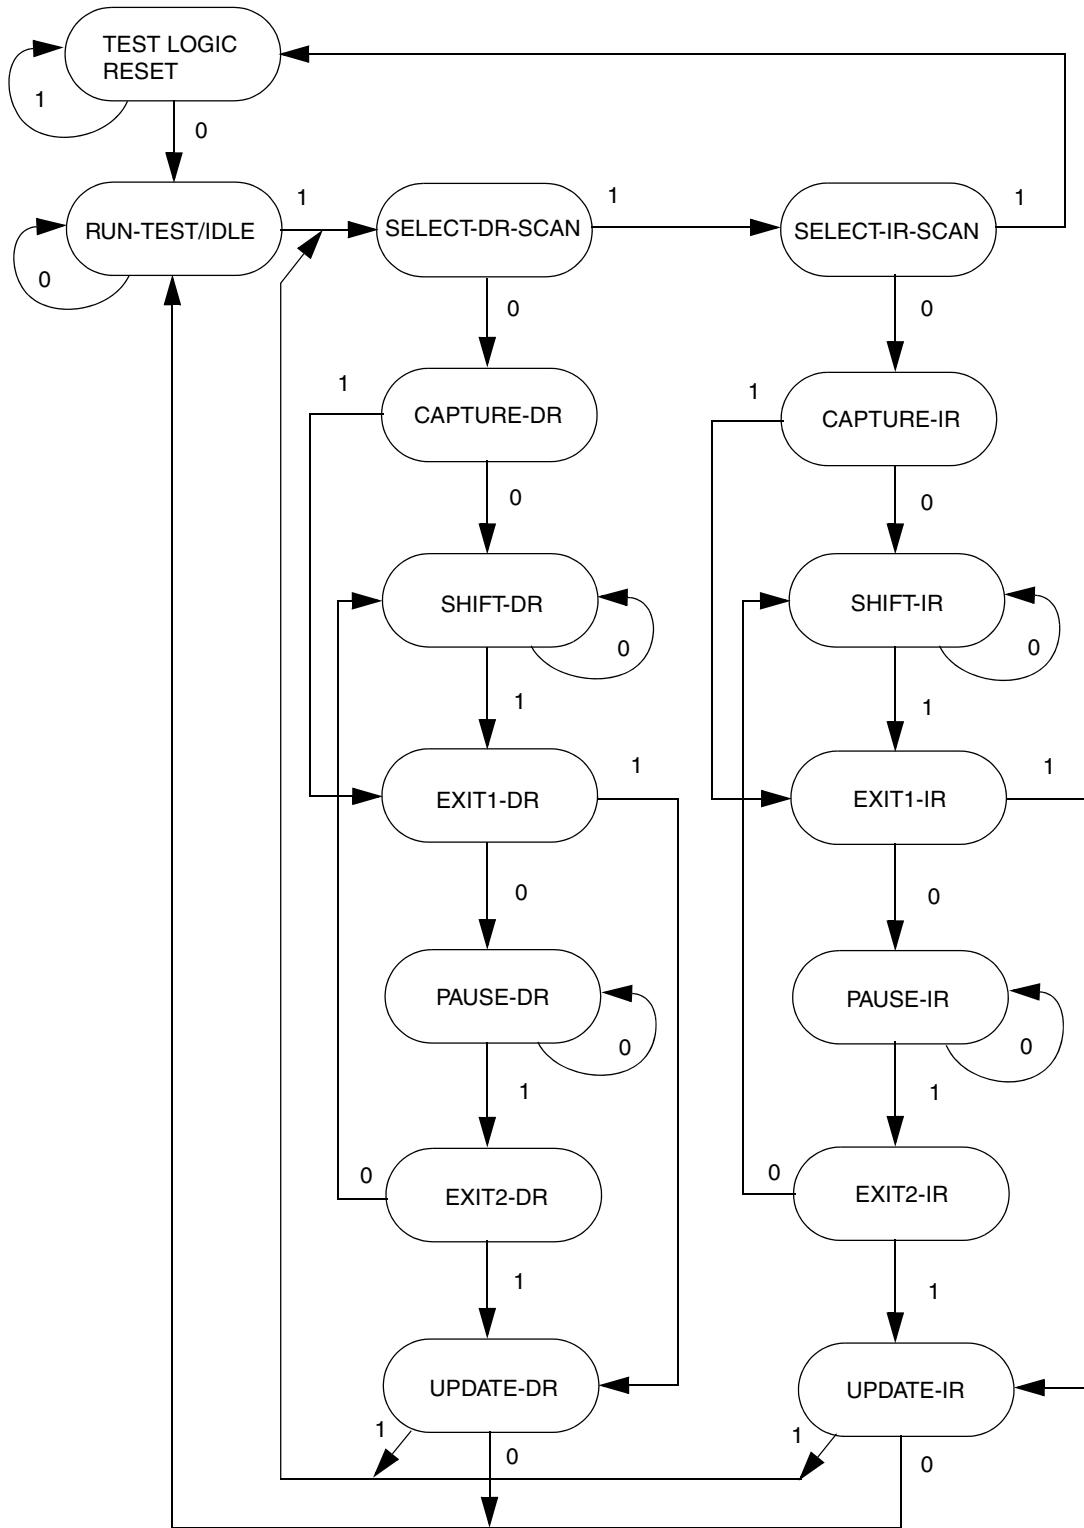 TEST LOGIC
RESET
1
0
RUN-TEST/IDLE
1
0
SELECT-DR-SCAN
1
SELECT-IR-SCAN
1
0
0
1
CAPTURE-DR
1
CAPTURE-IR
0
0
SHIFT-DR
0
SHIFT-IR
0
1
1
EXIT1-DR
1
EXIT1-IR
1
0
0
PAUSE-DR
0
PAUSE-IR
0
1
1
0
EXIT2-DR
0
EXIT2-IR
1
1
UPDATE-DR
UPDATE-IR
1
0
1
0